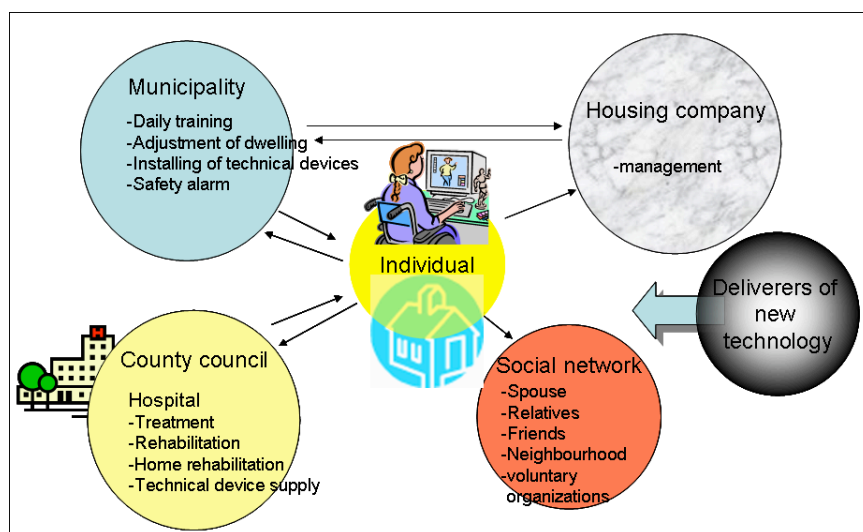 Municipality
-Daily training
-Adjustment of dwelling
-Installing of technical devices
-Safety alarm
Housing company
-management
Individual
Deliverers of
new
technology
H
County council
Hospital
-Treatment
-Rehabilitation
-Home rehabilitation
-Technical device supply
Social network
-Spouse
-Relatives
-Friends
-Neighbourhood
-voluntary
organizations